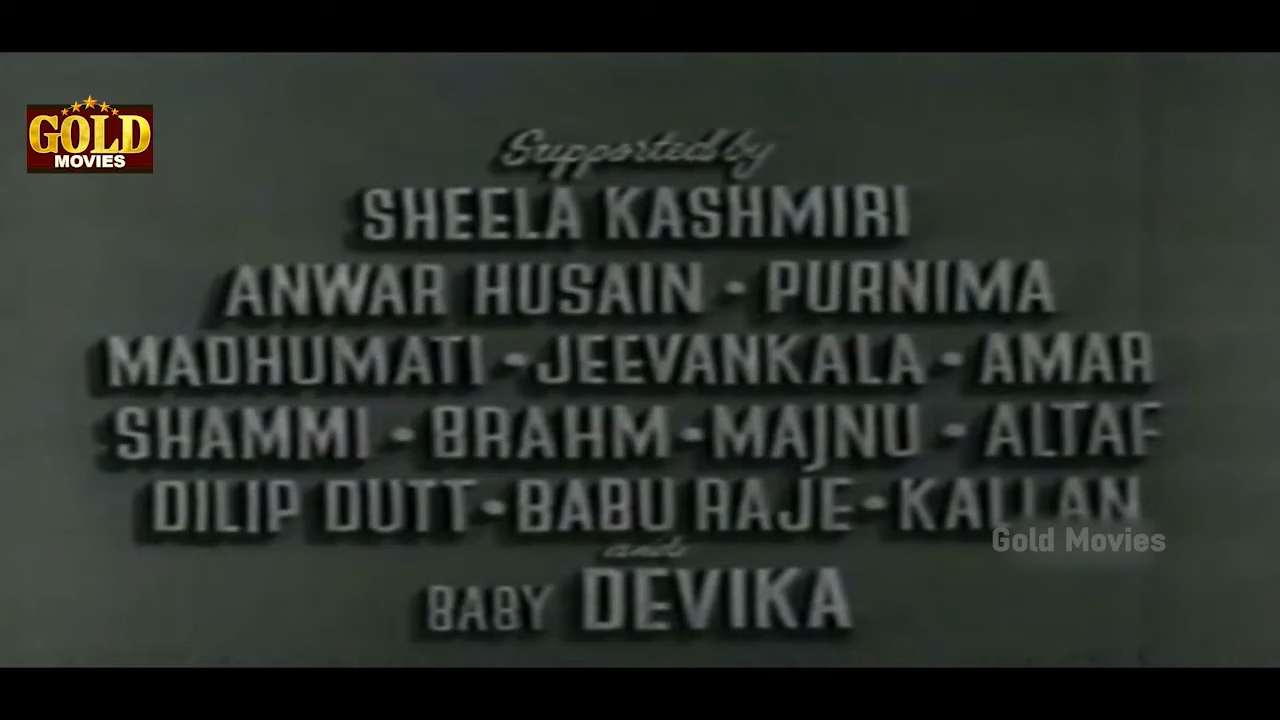 GOLD
MOVIES
Supported by
SHEELA KASHMIRI
ANWAR HUSAIN • PURNIMA
MADHUMATI • JEEVANKALA • AMAR
SHAMMI • BRAHM • MAJNU • ALTAF
DILIP DUTT • BABU RAJE • KALLAN
Gold Movies
and
BABY DEVIKA